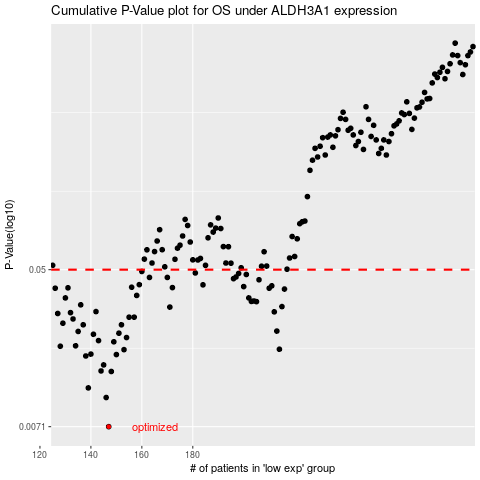 Cumulative P-Value plot for OS under ALDH3A1 expression
P-Value(log10)
0.05
0.0071
optimized
120 140 160 180
# of patients in 'low exp' group